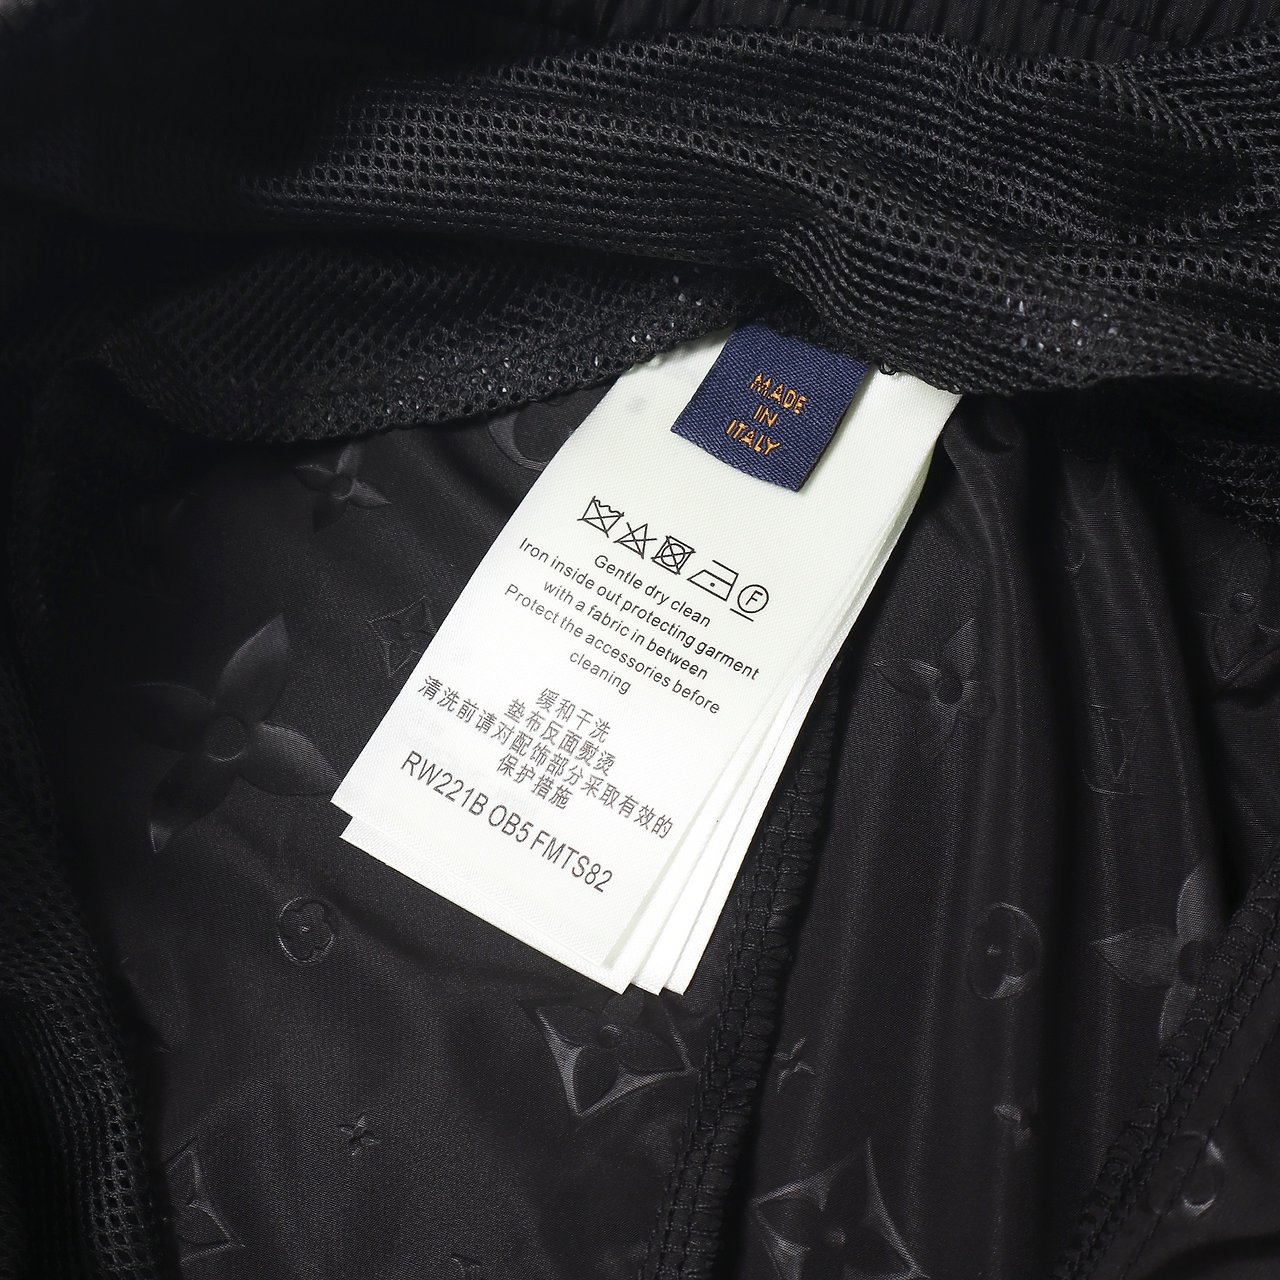 MADE
IN
ITALY
F
Gentle dry clean
Iron inside out protecting garment
with a fabric in between
Protect the accessories before
cleaning
缓和干洗
垫布反面熨烫
清洗前请对配饰部分采取有效的
保护措施
RW221B OB5 FMTS82